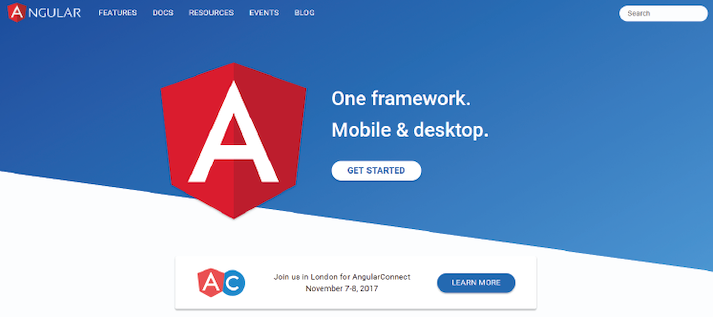 ANGULAR FEATURES DOCS RESOURCES EVENTS BLOG Search
A
One framework.
Mobile & desktop.
GET STARTED
AC
Join us in London for AngularConnect
November 7-8, 2017
LEARN MORE